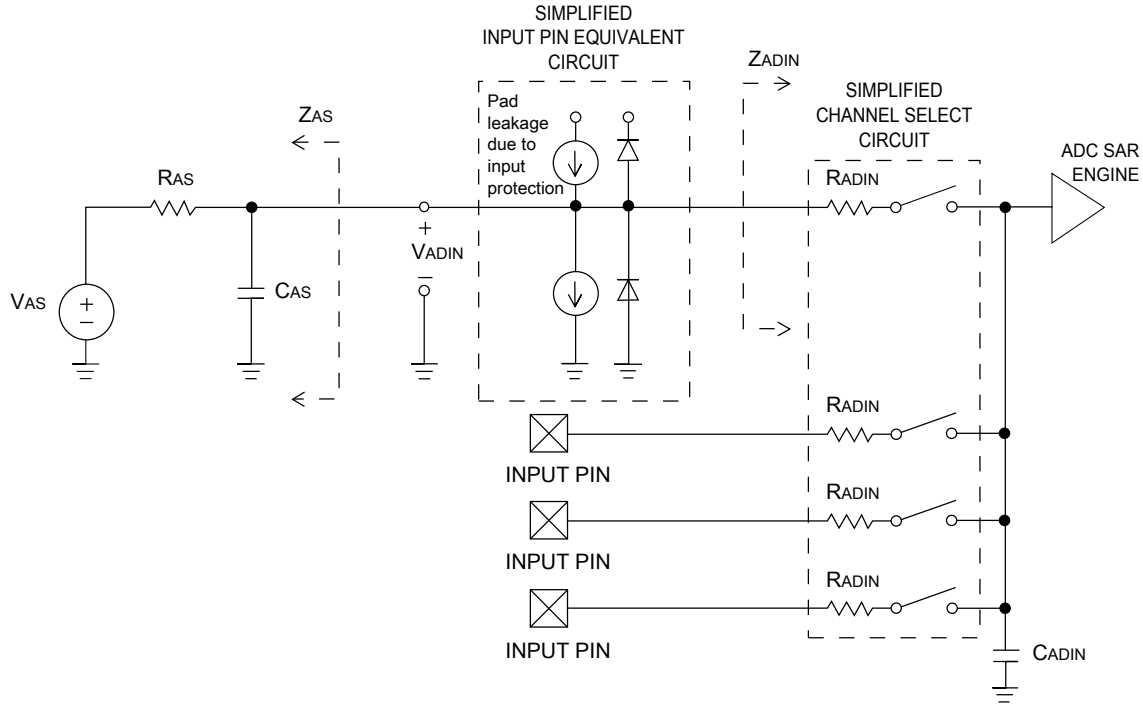 SIMPLIFIED
INPUT PIN EQUIVALENT
CIRCUIT
ZADIN
SIMPLIFIED
CHANNEL SELECT
CIRCUIT
Pad
leakage
due to
input
protection
ZAS
ADC SAR
ENGINE
RAS
RADIN
+
VADIN
–
VAS
+
–
CAS
RADIN
INPUT PIN
RADIN
INPUT PIN
RADIN
INPUT PIN
CADIN